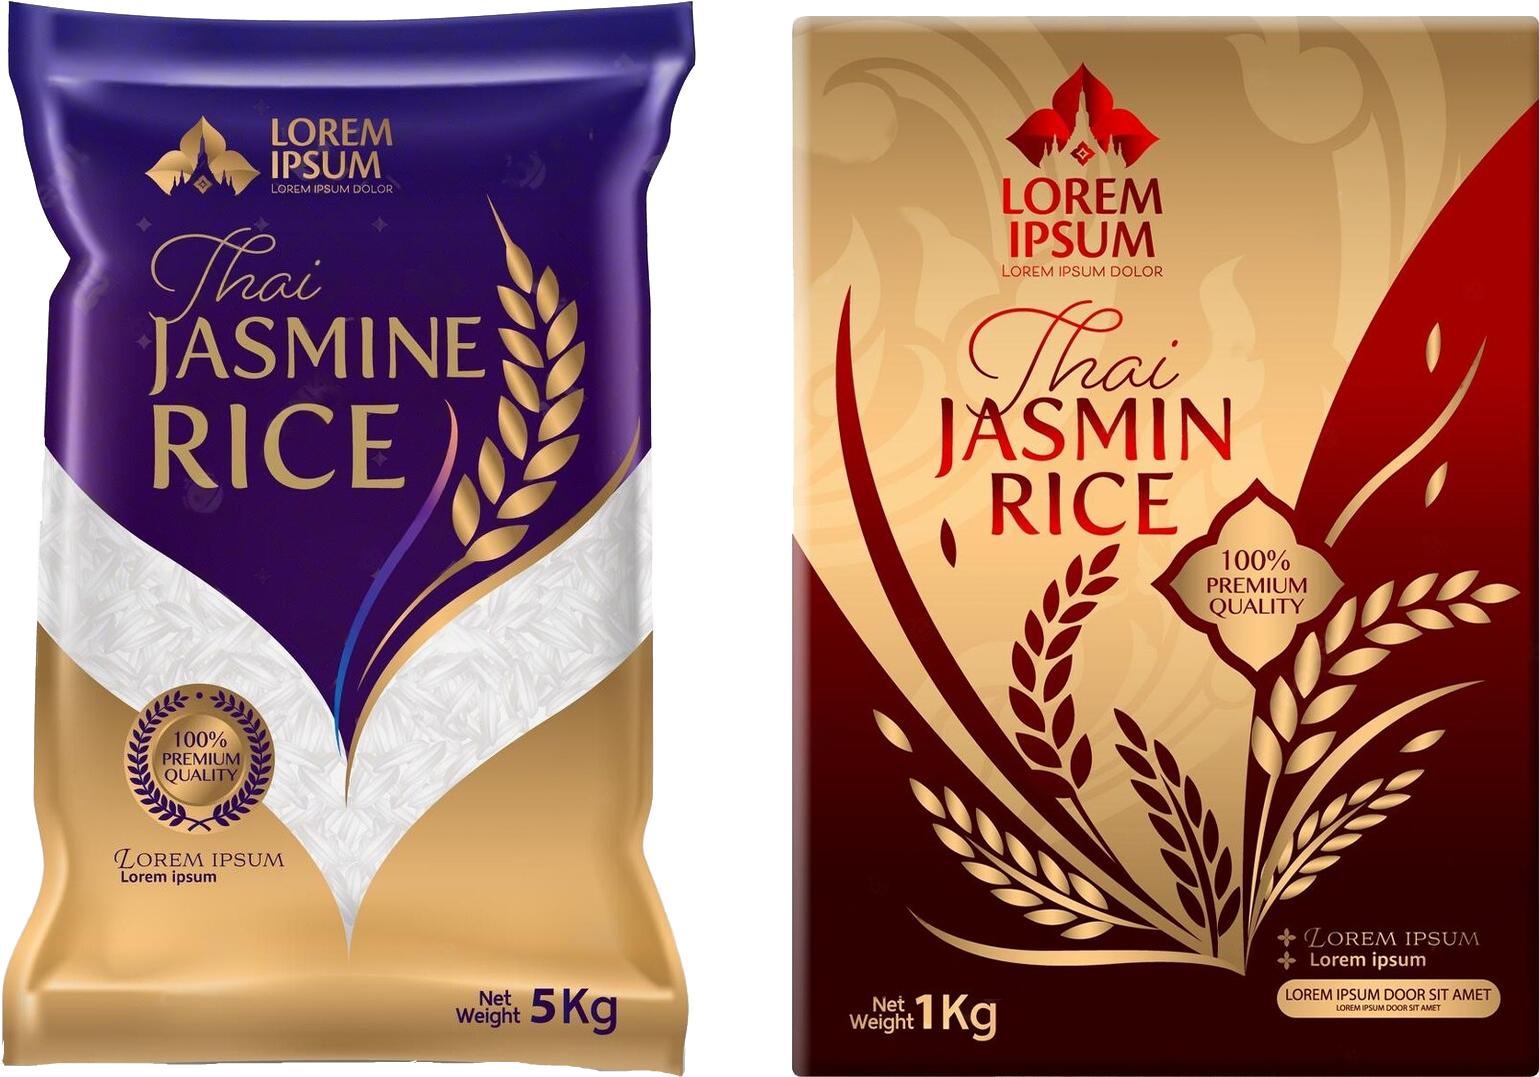 LOREM
IPSUM
LOREM IPSUM DOLOR
Thai
JASMINE
RICE
100%
PREMIUM
QUALITY
LOREM IPSUM
Lorem ipsum
Net
Weight 5Kg
LOREM
IPSUM
LOREM IPSUM DOLOR
Thai
JASMIN
RICE
100%
PREMIUM
QUALITY
LOREM IPSUM
Lorem ipsum
LOREM IPSUM DOOR SIT AMET
LOREM IPSUM DOOR SIT AMET
Net
Weight 1Kg